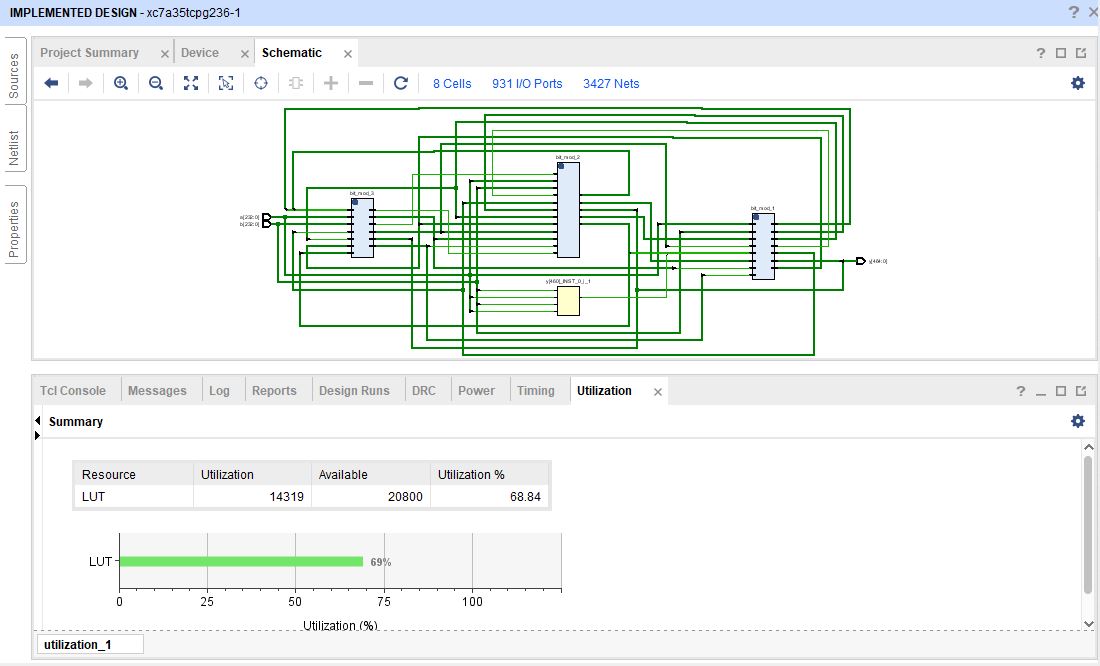 IMPLEMENTED DESIGN - xc7a35tcpg236-1
Sources
Netlist
Properties
Project Summary Device Schematic
8 Cells 931 I/O Ports 3427 Nets
bit_mod_2
bit_mod_3
bit_mod_1
a[232:0]
b[232:0]
y[464:0]
y[460]_INST_0_i_1
Tcl Console Messages Log Reports Design Runs DRC Power Timing Utilization
Summary
Resource Utilization Available Utilization %
LUT 14319 20800 68.84
LUT 69%
0 25 50 75 100
Utilization (%)
utilization_1